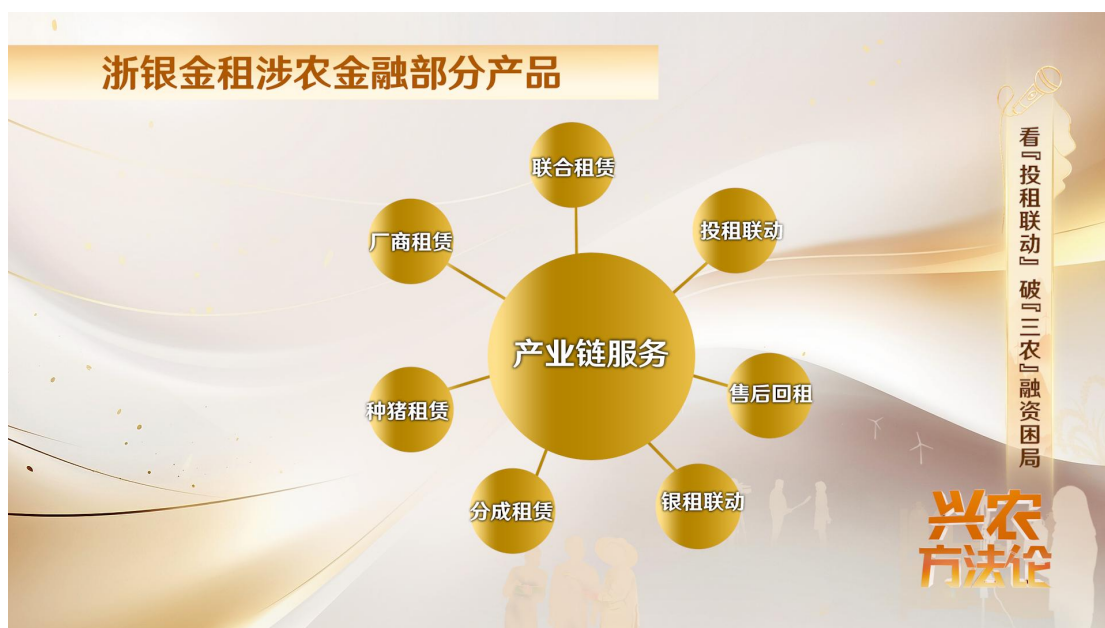 浙银金租涉农金融部分产品
联合租赁
厂商租赁
投租联动
产业链服务
种猪租赁
售后回租
分成租赁
银租联动
看『投租联动』破『三农』融资困局
兴农
方法论